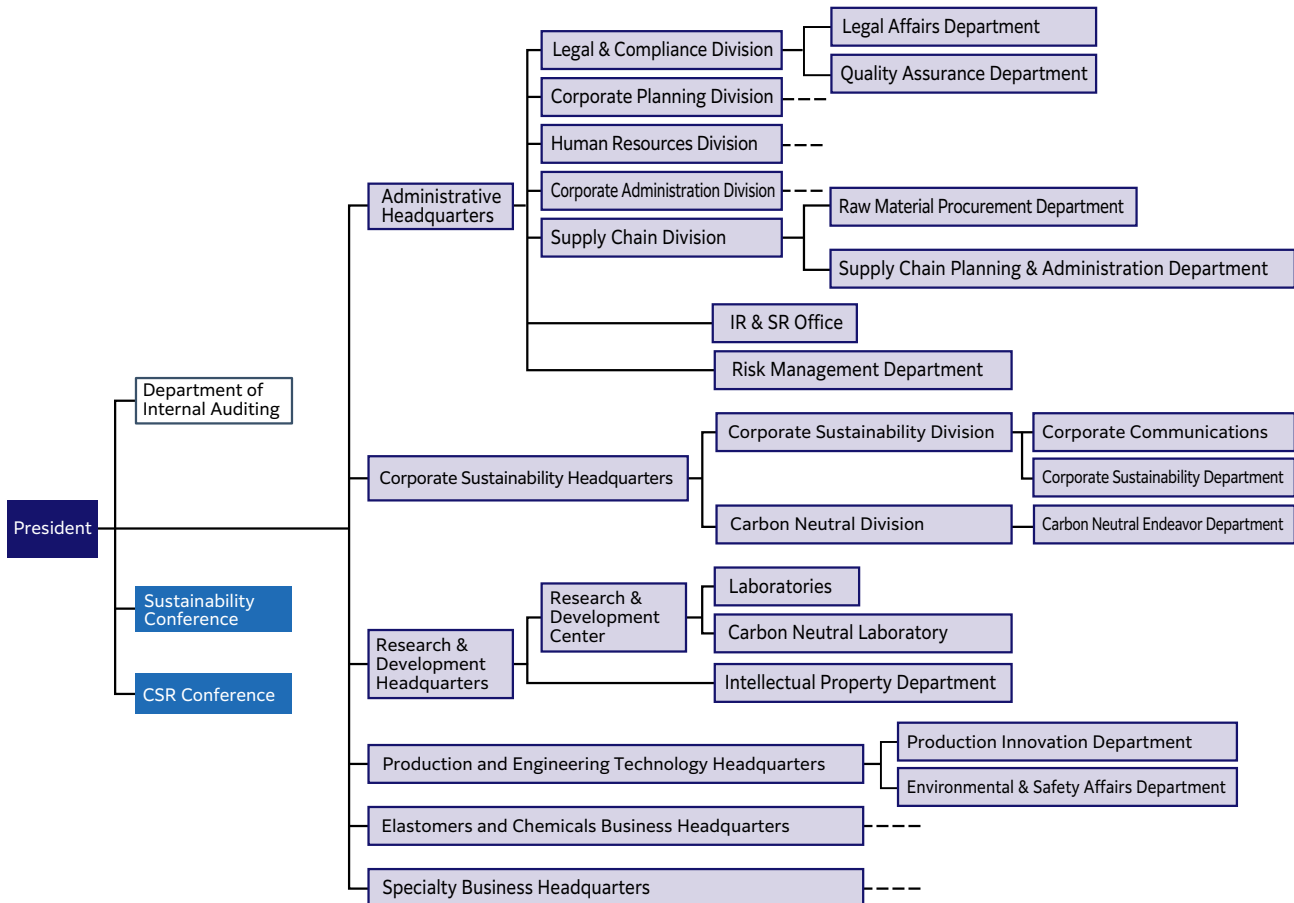 President
Department of
Internal Auditing
Sustainability
Conference
CSR Conference
Administrative
Headquarters
Legal & Compliance Division
Legal Affairs Department
Quality Assurance Department
Corporate Planning Division
Human Resources Division
Corporate Administration Division
Supply Chain Division
Raw Material Procurement Department
Supply Chain Planning & Administration Department
IR & SR Office
Risk Management Department
Corporate Sustainability Headquarters
Corporate Sustainability Division
Corporate Communications
Corporate Sustainability Department
Carbon Neutral Division
Carbon Neutral Endeavor Department
Research &
Development
Headquarters
Research &
Development
Center
Laboratories
Carbon Neutral Laboratory
Intellectual Property Department
Production and Engineering Technology Headquarters
Production Innovation Department
Environmental & Safety Affairs Department
Elastomers and Chemicals Business Headquarters
Specialty Business Headquarters